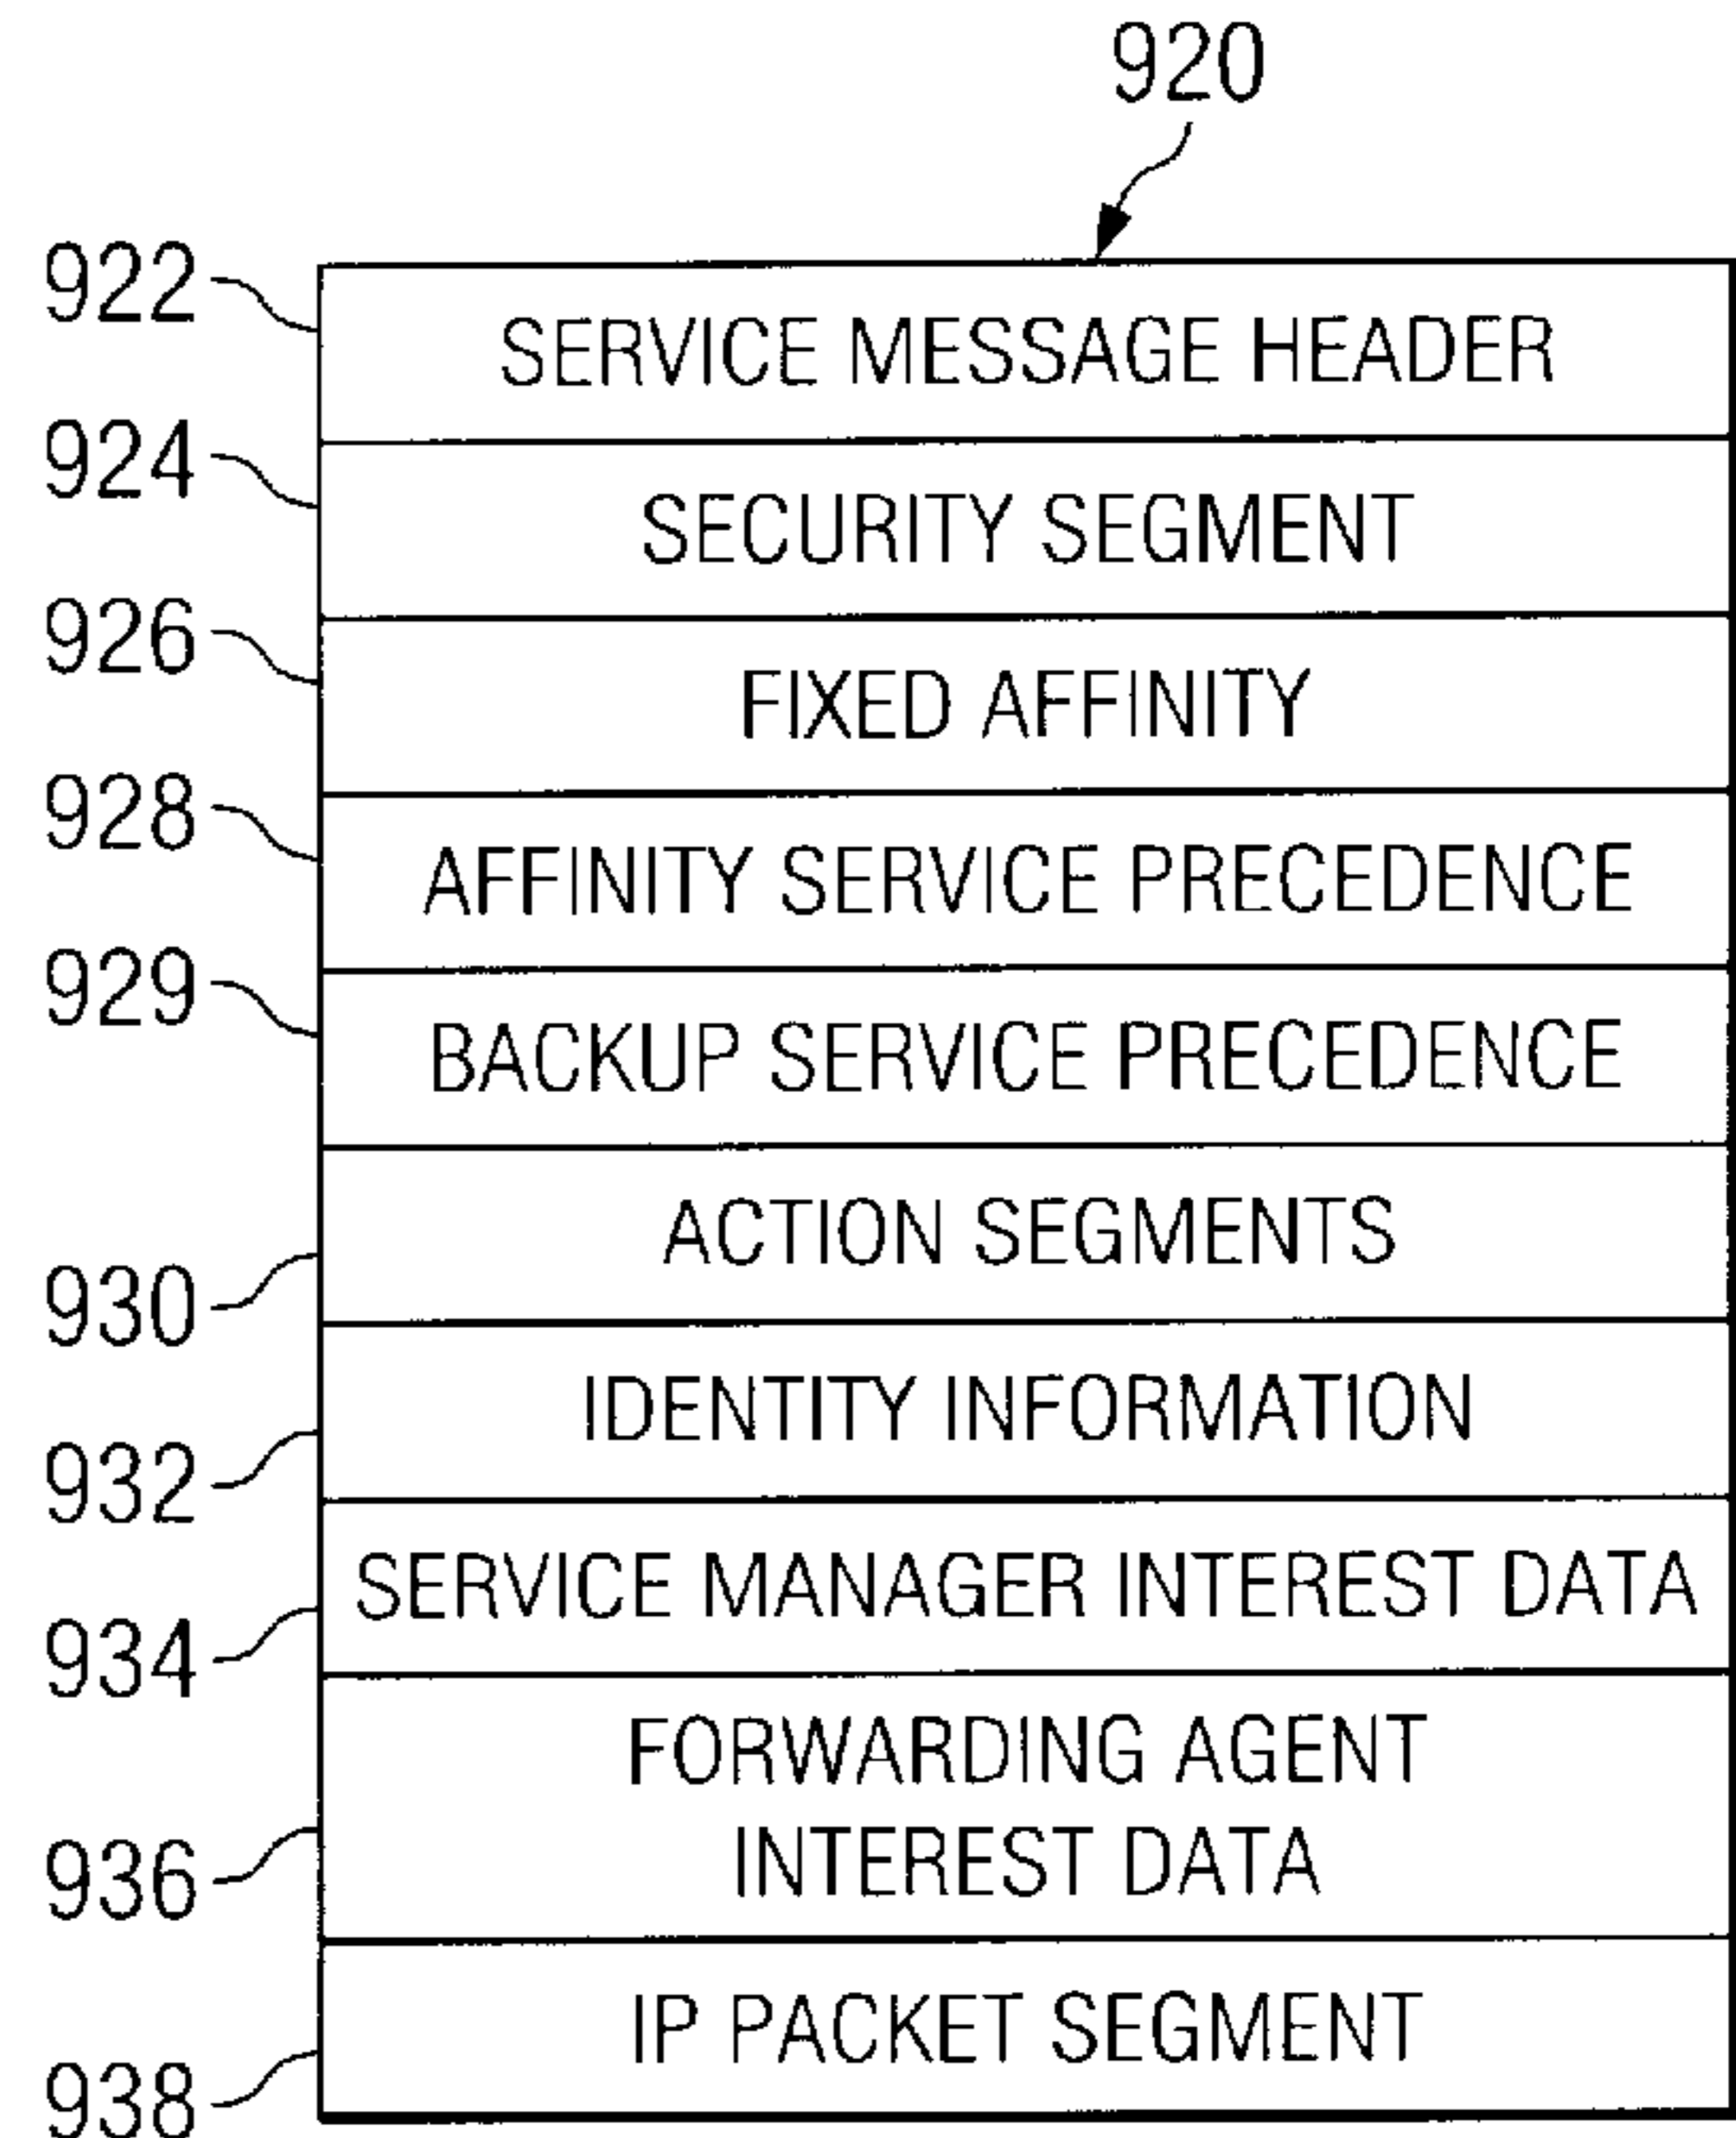 920
922
SERVICE MESSAGE HEADER
924
SECURITY SEGMENT
926
FIXED AFFINITY
928
AFFINITY SERVICE PRECEDENCE
929
BACKUP SERVICE PRECEDENCE
930
ACTION SEGMENTS
932
IDENTITY INFORMATION
934
SERVICE MANAGER INTEREST DATA
936
FORWARDING AGENT
INTEREST DATA
938
IP PACKET SEGMENT